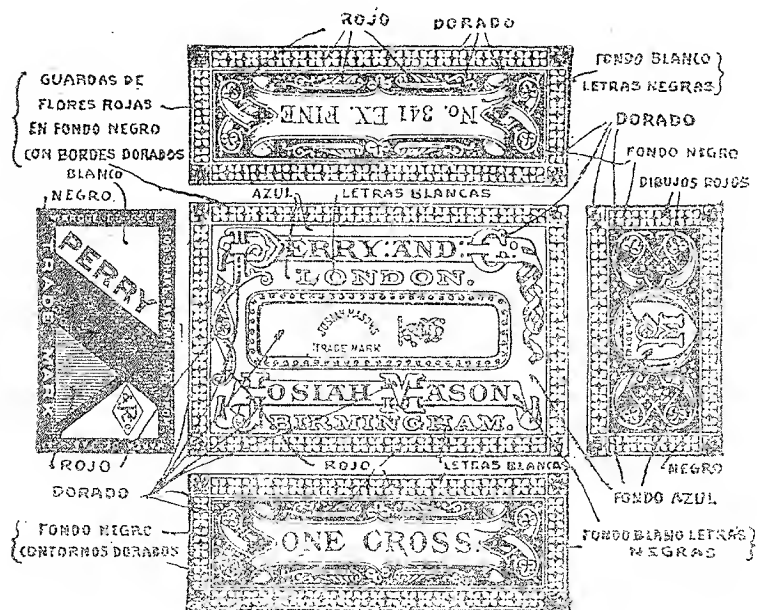 ROJO DORADO
GUARDAS DE
FLORES ROJAS
EN FONDO NEGRO
CON BORDES DORADOS
FONDO BLANCO
LETRAS NEGRAS
No. 341 EX. FINE
DORADO
FONDO NEGRO
DIBUJOS ROJOS
BLANCO
NEGRO
AZUL LETRAS BLANCAS
PERRY
TRADE MARK
PERRY: AND: C
LONDON.
JOSIAH MASON'S
TRADE MARK
JOSIAH MASON
BIRMINGHAM.
ROJO
DORADO
ROJO LETRAS BLANCAS
NEGRO
FONDO AZUL
FONDO NEGRO
CONTORNOS DORADOS
ONE CROSS.
FONDO BLANO LETRAS
NEGRAS